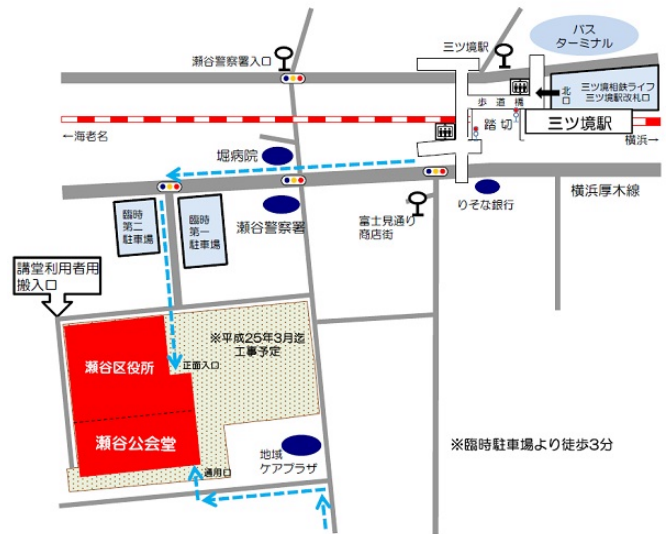 バス
ターミナル
三ツ境駅
瀬谷警察署入口
三ツ境相鉄ライフ
三ツ境駅改札口
北
口
歩道橋
踏切
三ツ境駅
←海老名
横浜→
堀病院
横浜厚木線
りそな銀行
富士見通り
商店街
瀬谷警察署
臨時
第一
駐車場
臨時
第二
駐車場
講堂利用者用
搬入口
※平成25年3月迄
工事予定
瀬谷区役所
正面入口
瀬谷公会堂
地域
ケアプラザ
通用口
※臨時駐車場より徒歩3分